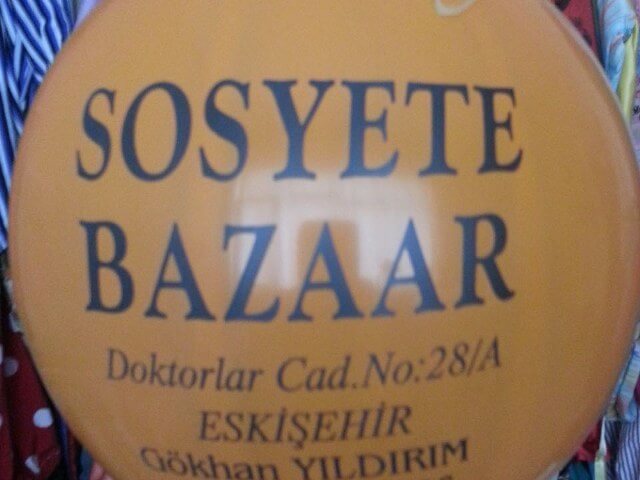 SOSYETE
BAZAAR
Doktorlar Cad.No:28/A
ESKİŞEHİR
Gökhan YILDIRIM